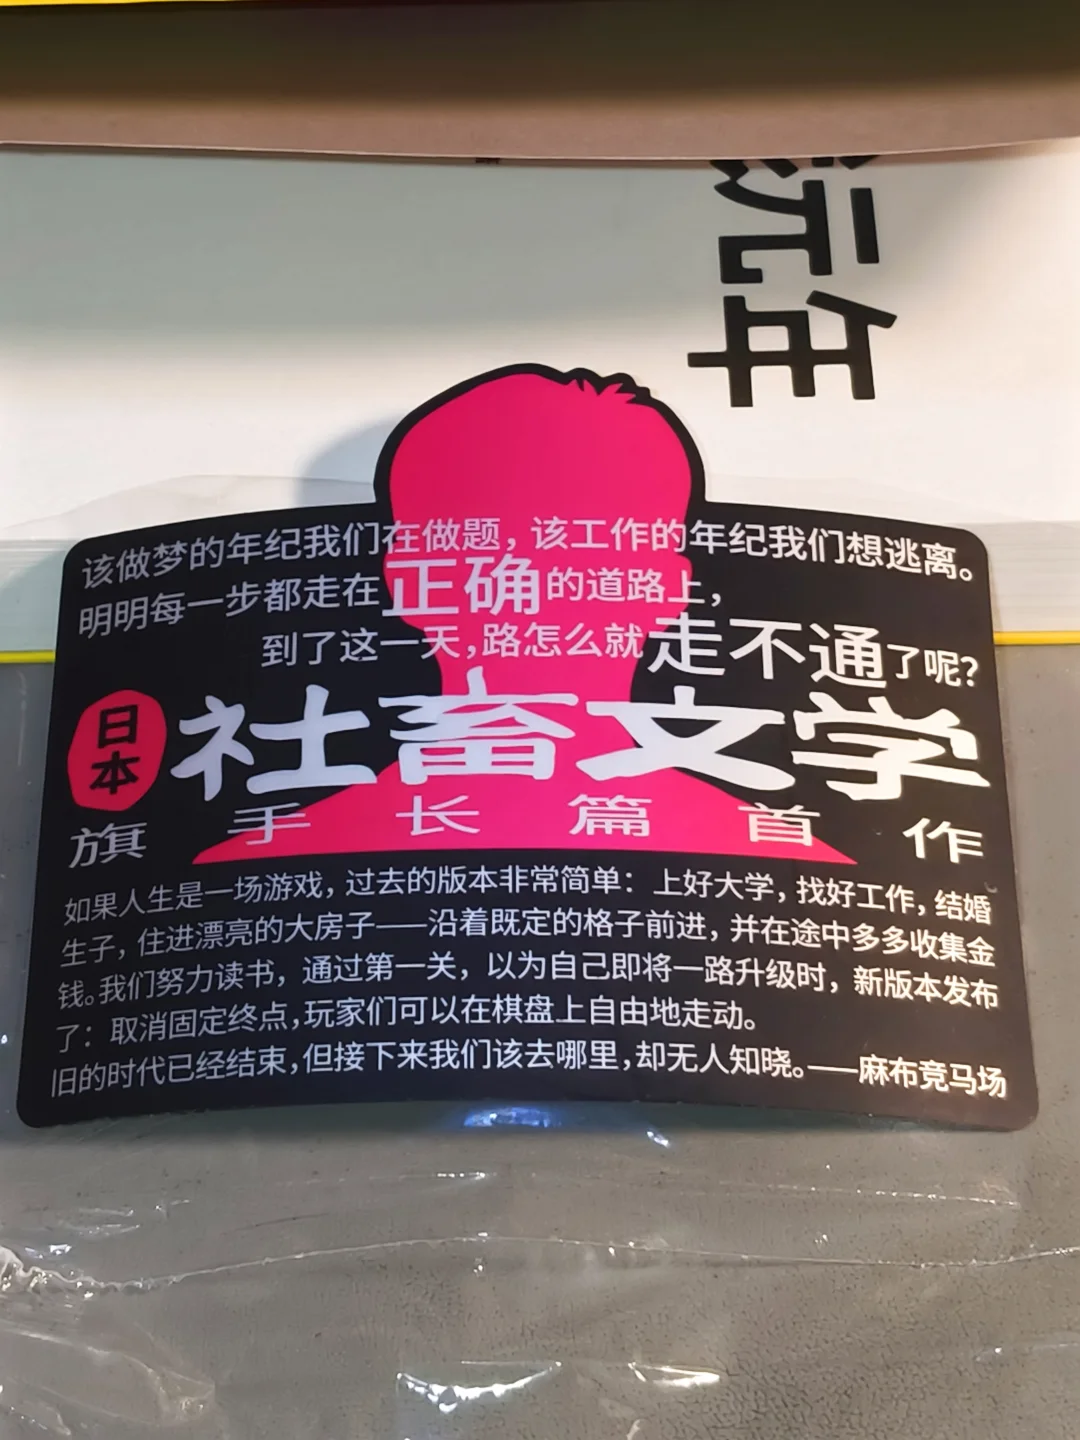 元年
该做梦的年纪我们在做题，该工作的年纪我们想逃离。
明明每一步都走在正确的道路上，
到了这一天，路怎么就走不通了呢？
日本
社畜文学
旗手长篇首作
如果人生是一场游戏，过去的版本非常简单：上好大学，找好工作，结婚
生子，住进漂亮的大房子——沿着既定的格子前进，并在途中多多收集金
钱。我们努力读书，通过第一关，以为自己即将一路升级时，新版本发布
了：取消固定终点，玩家们可以在棋盘上自由地走动。
旧的时代已经结束，但接下来我们该去哪里，却无人知晓。——麻布竞马场